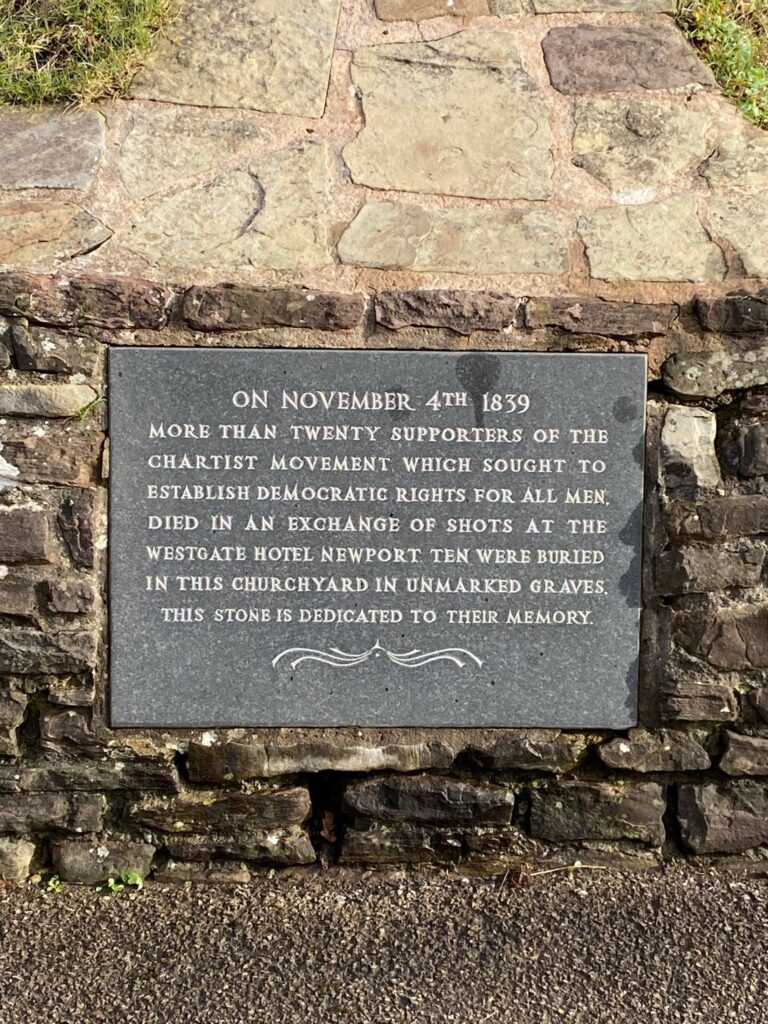 ON NOVEMBER 4TH 1839
MORE THAN TWENTY SUPPORTERS OF THE
CHARTIST MOVEMENT, WHICH SOUGHT TO
ESTABLISH DEMOCRATIC RIGHTS FOR ALL MEN,
DIED IN AN EXCHANGE OF SHOTS AT THE
WESTGATE HOTEL NEWPORT. TEN WERE BURIED
IN THIS CHURCHYARD IN UNMARKED GRAVES.
THIS STONE IS DEDICATED TO THEIR MEMORY.